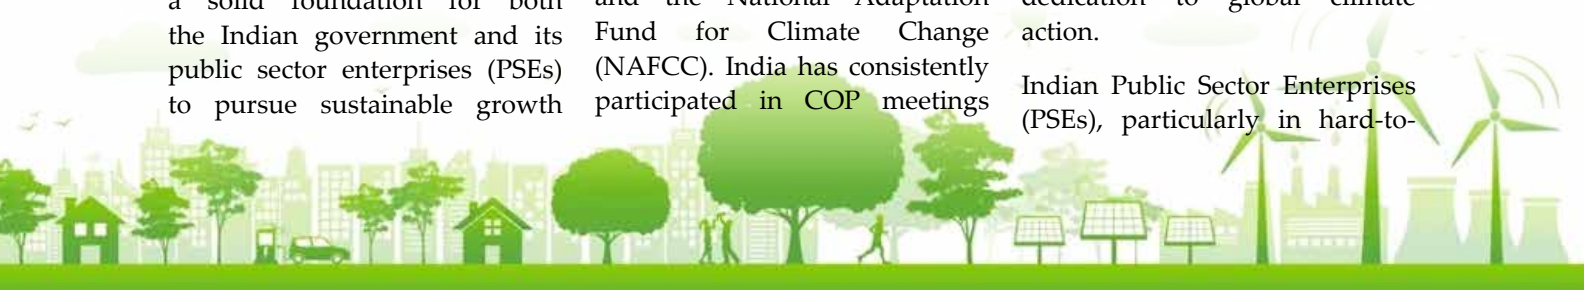 a solid foundation for both
the Indian government and its
public sector enterprises (PSEs)
to pursue sustainable growth
and the National Adaptation
Fund for Climate Change
(NAFCC). India has consistently
participated in COP meetings
dedication to global climate
action.
Indian Public Sector Enterprises
(PSEs), particularly in hard-to-